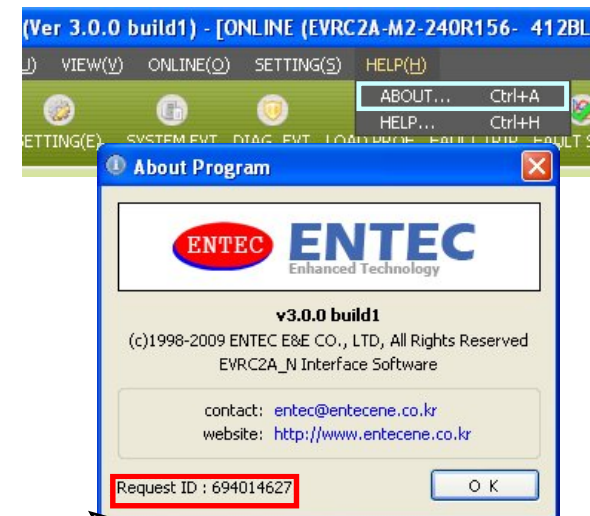 (Ver 3.0.0 build1) - [ONLINE (EVRC2A-M2-240R156- 412BL
VIEW(V) ONLINE(O) SETTING(S) HELP(H)
ABOUT... Ctrl+A
HELP... Ctrl+H
SETTING(E) SYSTEM EVT DIAG. EVT LOAD PROF FAULT TRIP
About Program
ENTEC ENTEC
Enhanced Technology
v3.0.0 build1
(c)1998-2009 ENTEC E&E CO., LTD, All Rights Reserved
EVRC2A_N Interface Software
contact: entec@entecene.co.kr
website: http://www.entecene.co.kr
Request ID : 694014627
O K